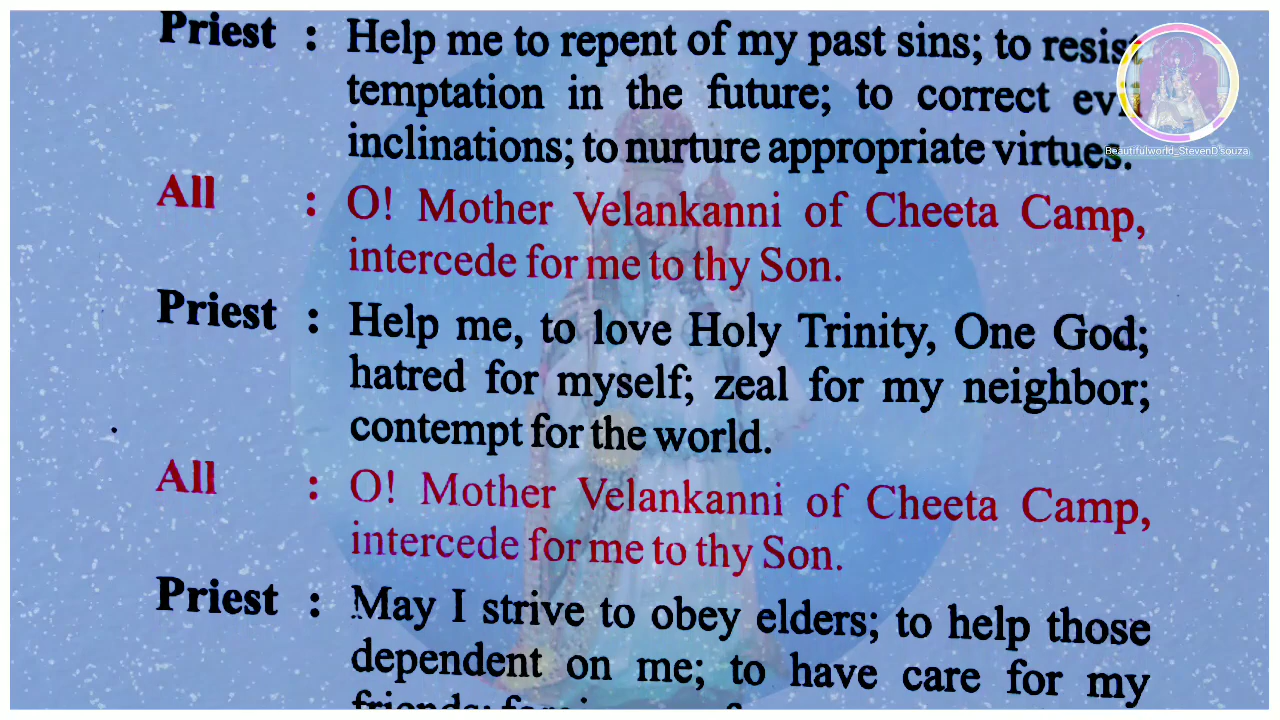 Priest : Help me to repent of my past sins; to resist
temptation in the future; to correct evil
inclinations; to nurture appropriate virtues.
All : O! Mother Velankanni of Cheeta Camp,
intercede for me to thy Son.
Priest : Help me, to love Holy Trinity, One God;
hatred for myself; zeal for my neighbor;
contempt for the world.
All : O! Mother Velankanni of Cheeta Camp,
intercede for me to thy Son.
Priest : May I strive to obey elders; to help those
dependent on me; to have care for my
Beautifulworld_StevenD'souza